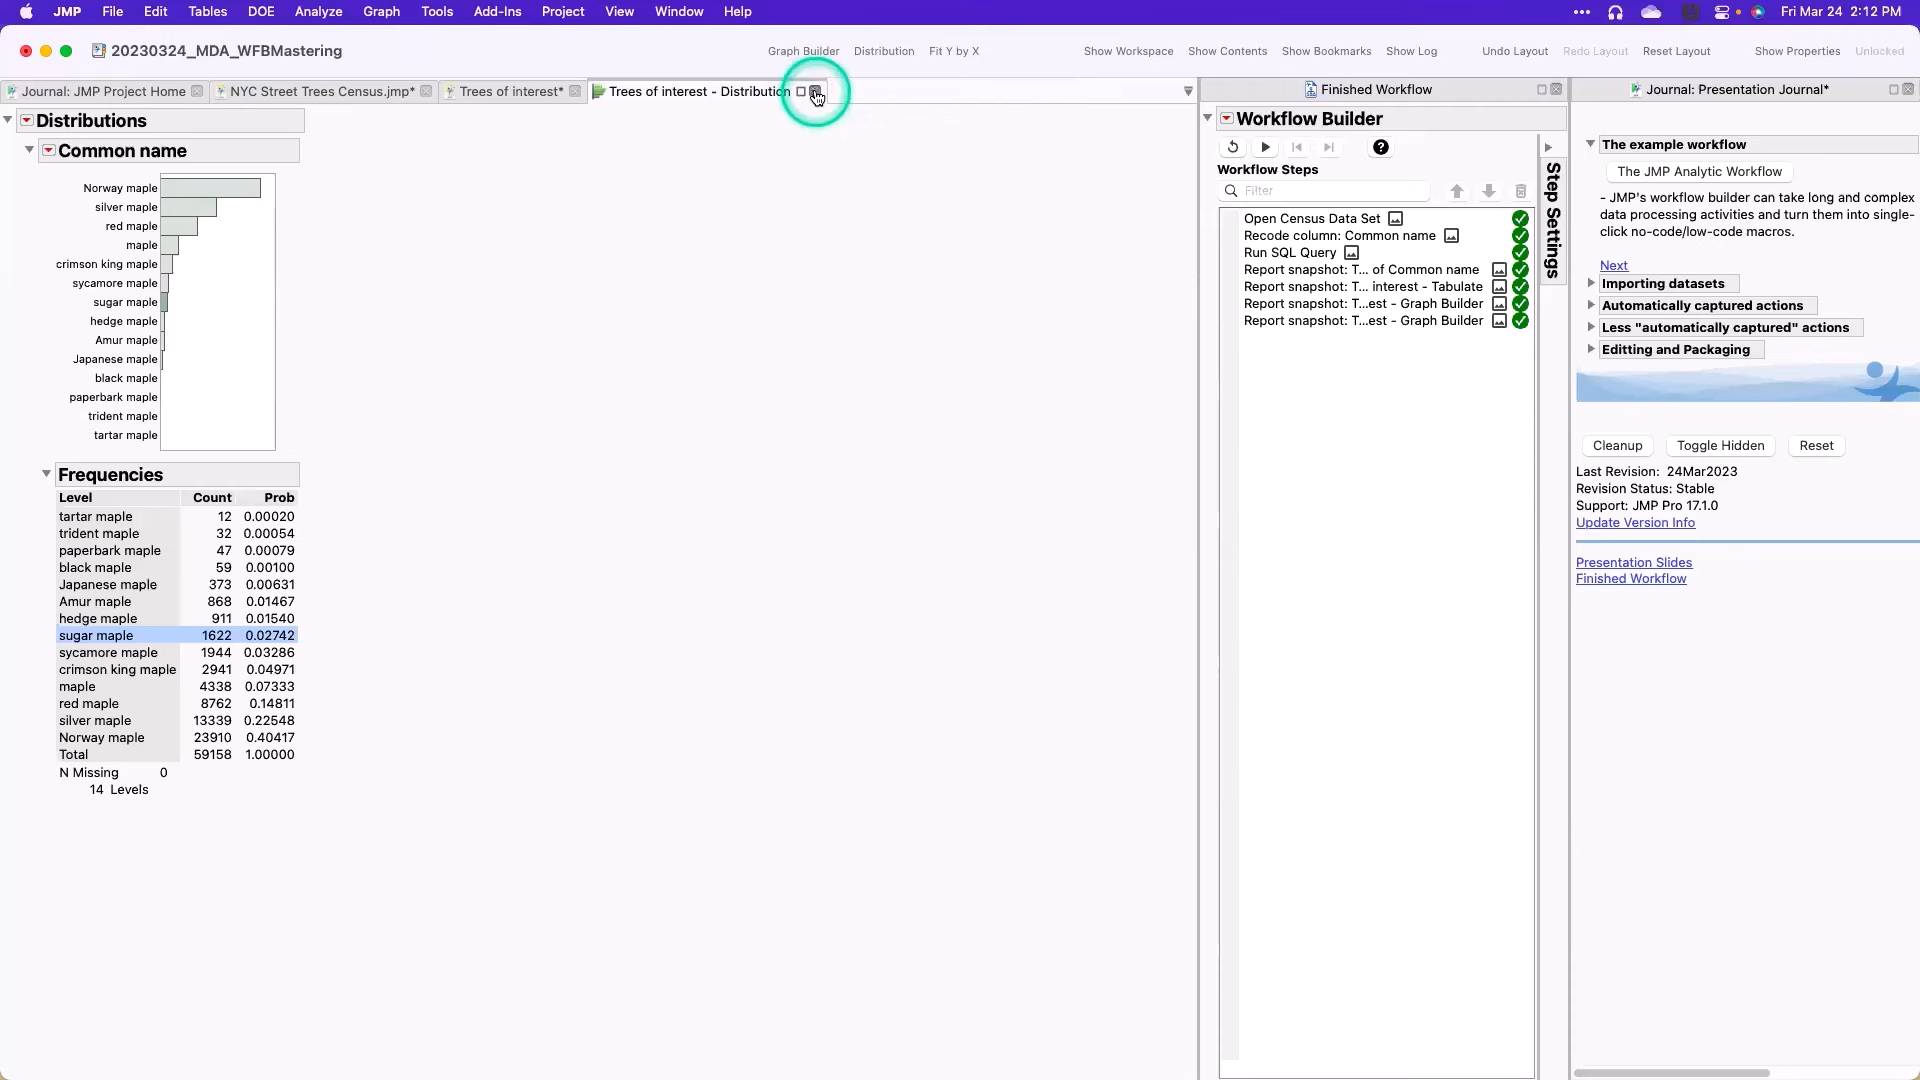 JMP File Edit Tables DOE Analyze Graph Tools Add-Ins Project View Window Help Fri Mar 24 2:12 PM
20230324_MDA_WFBMastering Graph Builder Distribution Fit Y by X Show Workspace Show Contents Show Bookmarks Show Log Undo Layout Redo Layout Reset Layout Show Properties Unlocked
Journal: JMP Project Home NYC Street Trees Census.jmp* Trees of interest* Trees of interest - Distribution
Distributions
Common name
Norway maple
silver maple
red maple
maple
crimson king maple
sycamore maple
sugar maple
hedge maple
Amur maple
Japanese maple
black maple
paperbark maple
trident maple
tartar maple
Frequencies
Level Count Prob
tartar maple 12 0.00020
trident maple 32 0.00054
paperbark maple 47 0.00079
black maple 59 0.00100
Japanese maple 373 0.00631
Amur maple 868 0.01467
hedge maple 911 0.01540
sugar maple 1622 0.02742
sycamore maple 1944 0.03286
crimson king maple 2941 0.04971
maple 4338 0.07333
red maple 8762 0.14811
silver maple 13339 0.22548
Norway maple 23910 0.40417
Total 59158 1.00000
N Missing 0
14 Levels
Finished Workflow
Workflow Builder
?
Workflow Steps
Filter
Open Census Data Set
Recode column: Common name
Run SQL Query
Report snapshot: T... of Common name
Report snapshot: T... interest - Tabulate
Report snapshot: T...est - Graph Builder
Report snapshot: T...est - Graph Builder
Step Settings
Journal: Presentation Journal*
The example workflow
The JMP Analytic Workflow
- JMP's workflow builder can take long and complex
data processing activities and turn them into single-
click no-code/low-code macros.
Next
Importing datasets
Automatically captured actions
Less "automatically captured" actions
Editting and Packaging
Cleanup Toggle Hidden Reset
Last Revision: 24Mar2023
Revision Status: Stable
Support: JMP Pro 17.1.0
Update Version Info
Presentation Slides
Finished Workflow